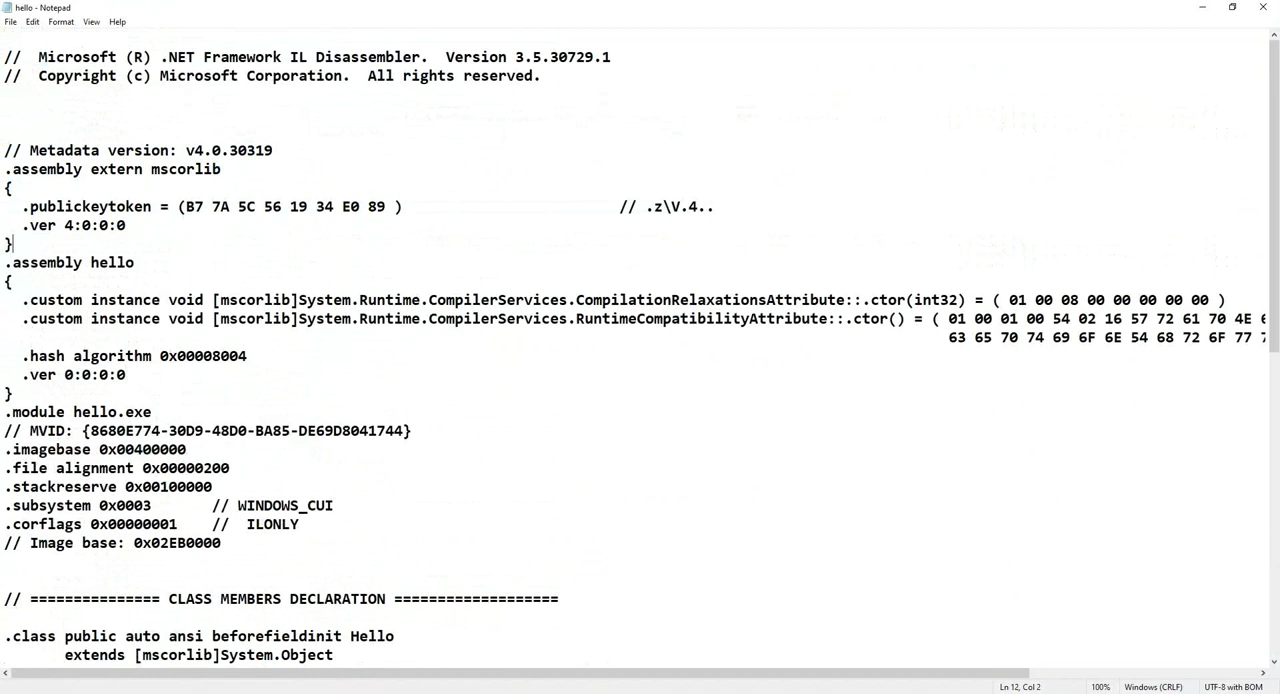 hello - Notepad
File Edit Format View Help
//  Microsoft (R) .NET Framework IL Disassembler.  Version 3.5.30729.1
//  Copyright (c) Microsoft Corporation.  All rights reserved.
// Metadata version: v4.0.30319
.assembly extern mscorlib
{
  .publickeytoken = (B7 7A 5C 56 19 34 E0 89 )                         // .z\V.4..
  .ver 4:0:0:0
}
.assembly hello
{
  .custom instance void [mscorlib]System.Runtime.CompilerServices.CompilationRelaxationsAttribute::.ctor(int32) = ( 01 00 08 00 00 00 00 00 )
  .custom instance void [mscorlib]System.Runtime.CompilerServices.RuntimeCompatibilityAttribute::.ctor() = ( 01 00 01 00 54 02 16 57 72 61 70 4E
63 65 70 74 69 6F 6E 54 68 72 6F 77
  .hash algorithm 0x00008004
  .ver 0:0:0:0
}
.module hello.exe
// MVID: {8680E774-30D9-48D0-BA85-DE69D8041744}
.imagebase 0x00400000
.file alignment 0x00000200
.stackreserve 0x00100000
.subsystem 0x0003       // WINDOWS_CUI
.corflags 0x00000001    //  ILONLY
// Image base: 0x02EB0000
// =============== CLASS MEMBERS DECLARATION ===================
.class public auto ansi beforefieldinit Hello
       extends [mscorlib]System.Object
Ln 12, Col 2 100% Windows (CRLF) UTF-8 with BOM